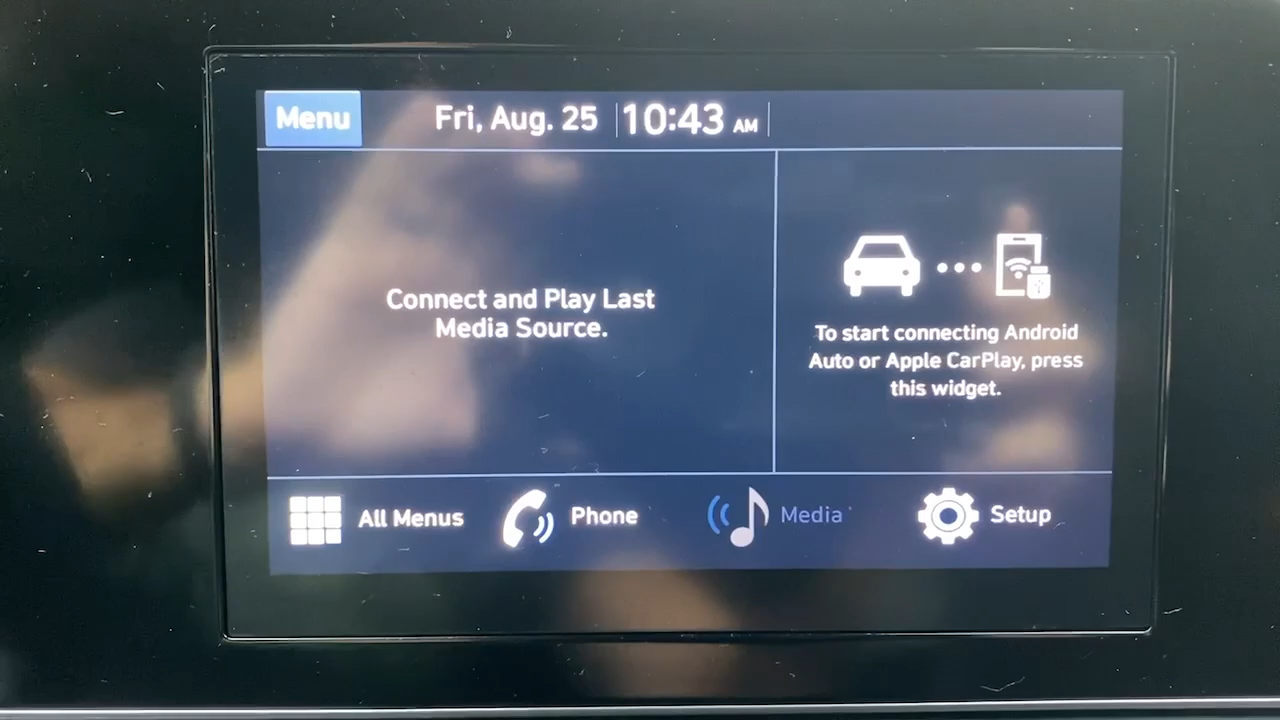 Menu
Fri, Aug. 25
10:43 AM
Connect and Play Last
Media Source.
To start connecting Android
Auto or Apple CarPlay, press
this widget.
All Menus
Phone
Media
Setup